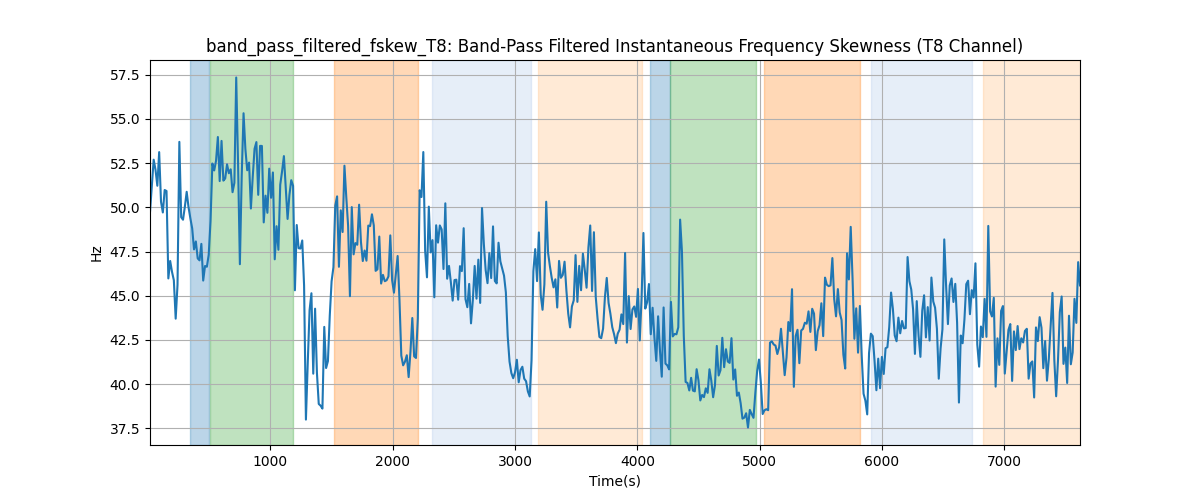 band_pass_filtered_fskew_T8: Band-Pass Filtered Instantaneous Frequency Skewness (T8 Channel)
57.5
55.0
52.5
50.0
47.5
45.0
42.5
40.0
37.5
Hz
1000 2000 3000 4000 5000 6000 7000
Time(s)